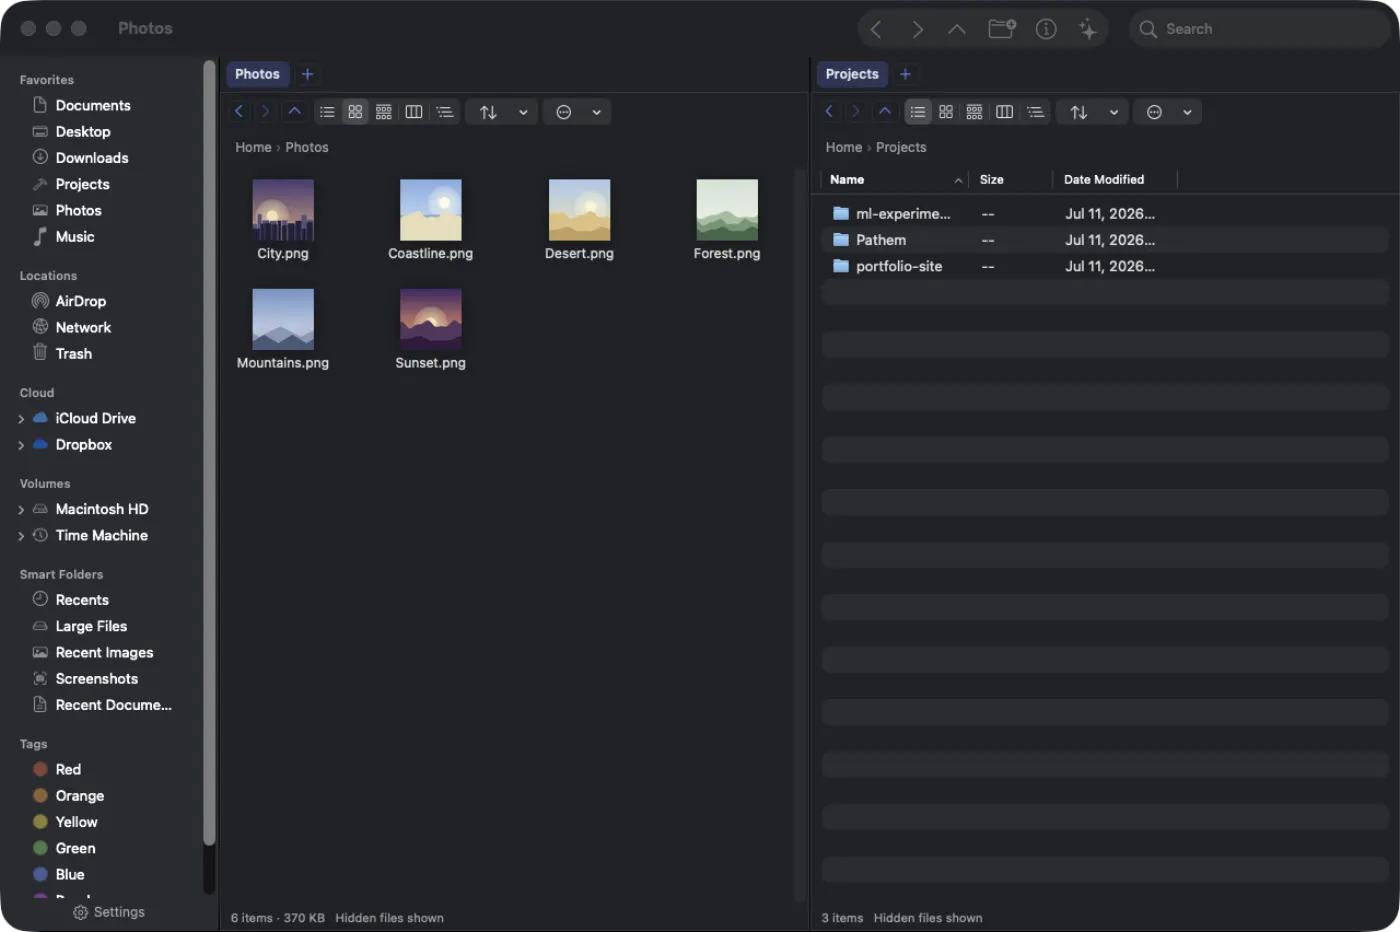 Photos
Search
Favorites
Documents
Desktop
Downloads
Projects
Photos
Music
Locations
AirDrop
Network
Trash
Cloud
iCloud Drive
Dropbox
Volumes
Macintosh HD
Time Machine
Smart Folders
Recents
Large Files
Recent Images
Screenshots
Recent Docume...
Tags
Red
Orange
Yellow
Green
Blue
Settings
Photos
Home › Photos
City.png
Coastline.png
Desert.png
Forest.png
Mountains.png
Sunset.png
6 items · 370 KB Hidden files shown
Projects
Home › Projects
Name Size Date Modified
ml-experime... -- Jul 11, 2026...
Pathem -- Jul 11, 2026...
portfolio-site -- Jul 11, 2026...
3 items Hidden files shown